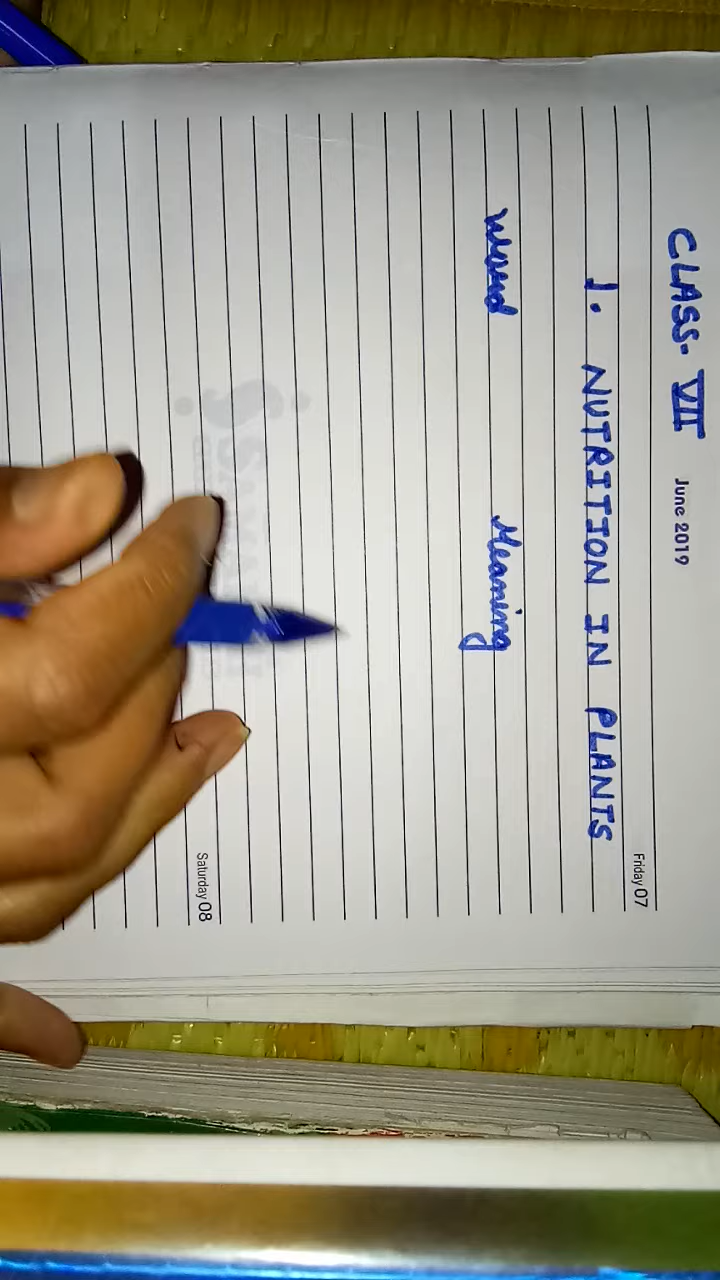 CLASS- VII June 2019
Friday 07
1. NUTRITION IN PLANTS
Word Meaning
Saturday 08